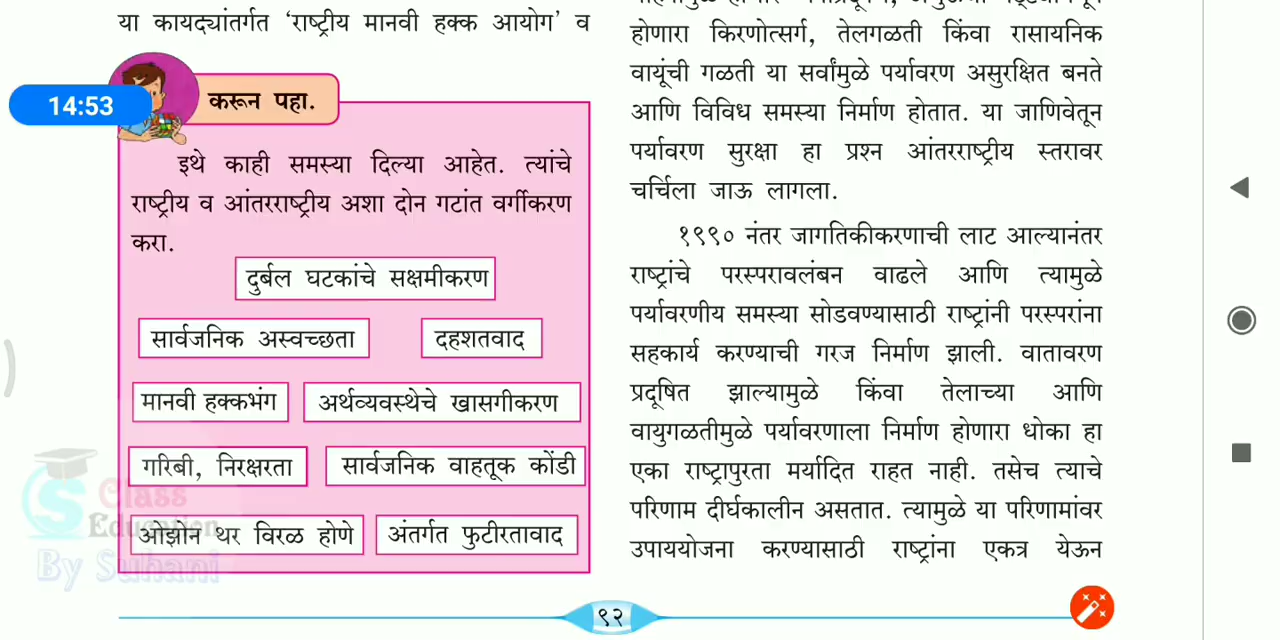 या कायद्यांतर्गत ‘राष्ट्रीय मानवी हक्क आयोग’ व
14:53
करून पहा.
इथे काही समस्या दिल्या आहेत. त्यांचे
राष्ट्रीय व आंतरराष्ट्रीय अशा दोन गटांत वर्गीकरण
करा.
दुर्बल घटकांचे सक्षमीकरण
सार्वजनिक अस्वच्छता
दहशतवाद
मानवी हक्कभंग
अर्थव्यवस्थेचे खासगीकरण
गरिबी, निरक्षरता
सार्वजनिक वाहतूक कोंडी
ओझोन थर विरळ होणे
अंतर्गत फुटीरतावाद
S Class
Education
By Suhani
होणारा किरणोत्सर्ग, तेलगळती किंवा रासायनिक
वायूंची गळती या सर्वांमुळे पर्यावरण असुरक्षित बनते
आणि विविध समस्या निर्माण होतात. या जाणिवेतून
पर्यावरण सुरक्षा हा प्रश्न आंतरराष्ट्रीय स्तरावर
चर्चिला जाऊ लागला.
१९९० नंतर जागतिकीकरणाची लाट आल्यानंतर
राष्ट्रांचे परस्परावलंबन वाढले आणि त्यामुळे
पर्यावरणीय समस्या सोडवण्यासाठी राष्ट्रांनी परस्परांना
सहकार्य करण्याची गरज निर्माण झाली. वातावरण
प्रदूषित झाल्यामुळे किंवा तेलाच्या आणि
वायुगळतीमुळे पर्यावरणाला निर्माण होणारा धोका हा
एका राष्ट्रापुरता मर्यादित राहत नाही. तसेच त्याचे
परिणाम दीर्घकालीन असतात. त्यामुळे या परिणामांवर
उपाययोजना करण्यासाठी राष्ट्रांना एकत्र येऊन
९२